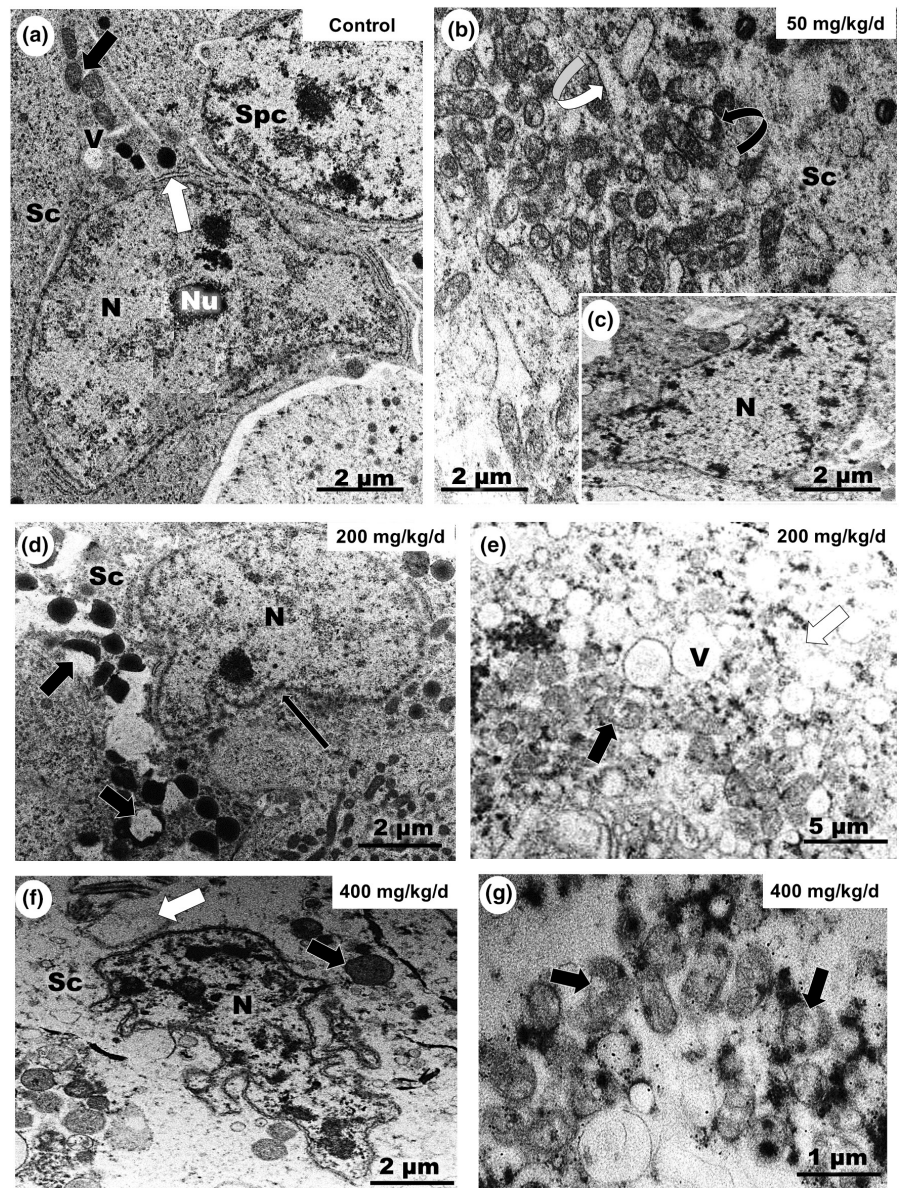 (a)
Control
Spc
V
Sc
N
Nu
2 µm
(b)
50 mg/kg/d
Sc
2 µm
(c)
N
2 µm
(d)
200 mg/kg/d
Sc
N
2 µm
(e)
200 mg/kg/d
V
5 µm
(f)
400 mg/kg/d
Sc
N
2 µm
(g)
400 mg/kg/d
1 µm